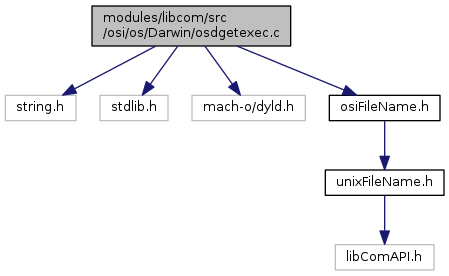 modules/libcom/src
/osi/os/Darwin/osdgetexec.c
string.h
stdlib.h
mach-o/dyld.h
osiFileName.h
unixFileName.h
libComAPI.h